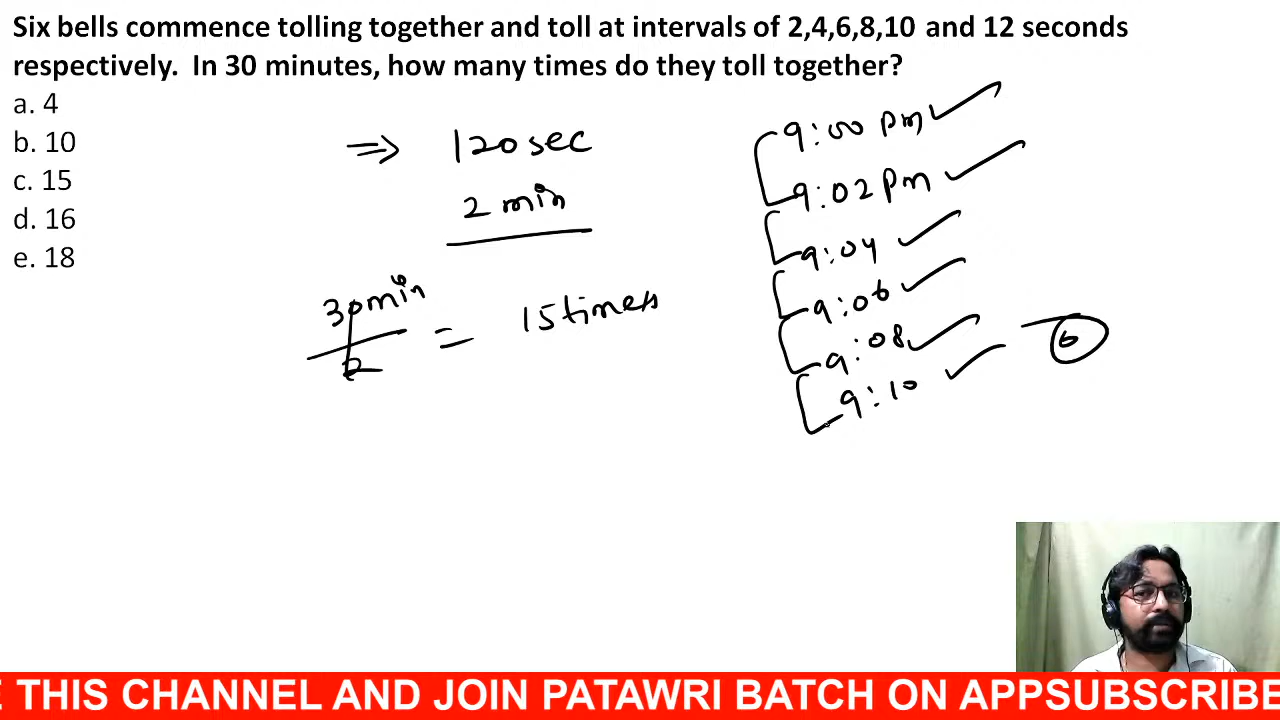 Six bells commence tolling together and toll at intervals of 2,4,6,8,10 and 12 seconds
respectively. In 30 minutes, how many times do they toll together?
a. 4
b. 10
c. 15
d. 16
e. 18
⇒ 120 sec
2 min
30 min
2
= 15 times
9:00 pm
9:02 pm
9:04
9:06
9:08
9:10
6
E THIS CHANNEL AND JOIN PATAWRI BATCH ON APPSUBSCRIBE